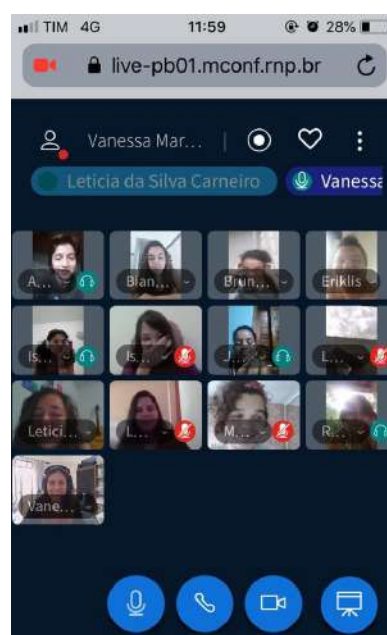 TIM 4G 11:59 28%
live-pb01.mconf.rnp.br
Vanessa Mar...
Leticia da Silva Carneiro Vanessa
A... Bian... Brun... Eriklis
Is... Is... J... L...
Letici... L... M... R...
Vane...